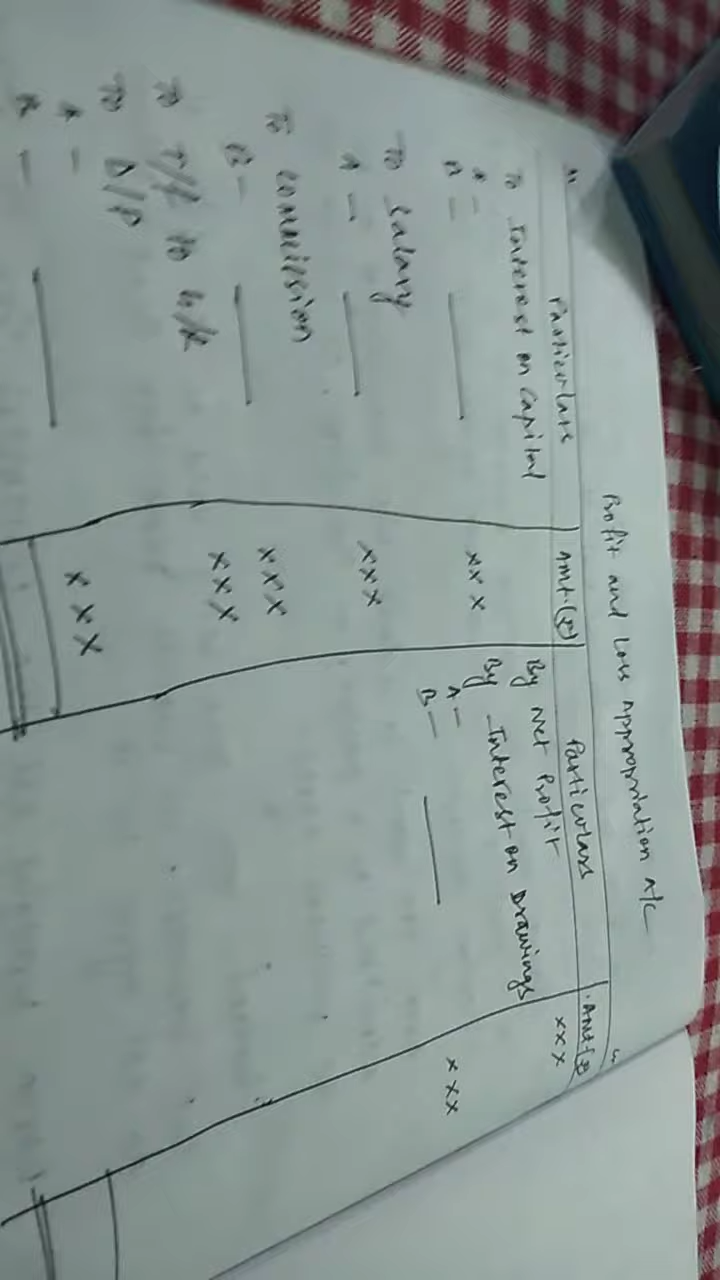 Profit and Loss Appropriation A/c
Particulars Amt.(₹) Particulars Amt(₹)
To Interest on Capital
A —
B — xxx
To Salary
A — xxx
To Commission
B — xxx
To T/f to G/R xxx
To D/P
A —
B — xxx
By Net Profit xxx
By Interest on Drawings
A —
B — xxx